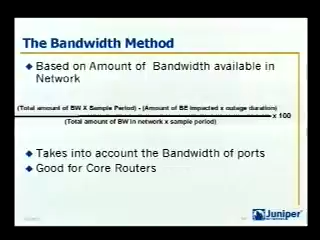 The Bandwidth Method
Based on Amount of Bandwidth available in
Network
(Total amount of BW X Sample Period) - (Amount of BE impacted x outage duration)
x 100
(Total amount of BW in network x sample period)
Takes into account the Bandwidth of ports
Good for Core Routers
Juniper